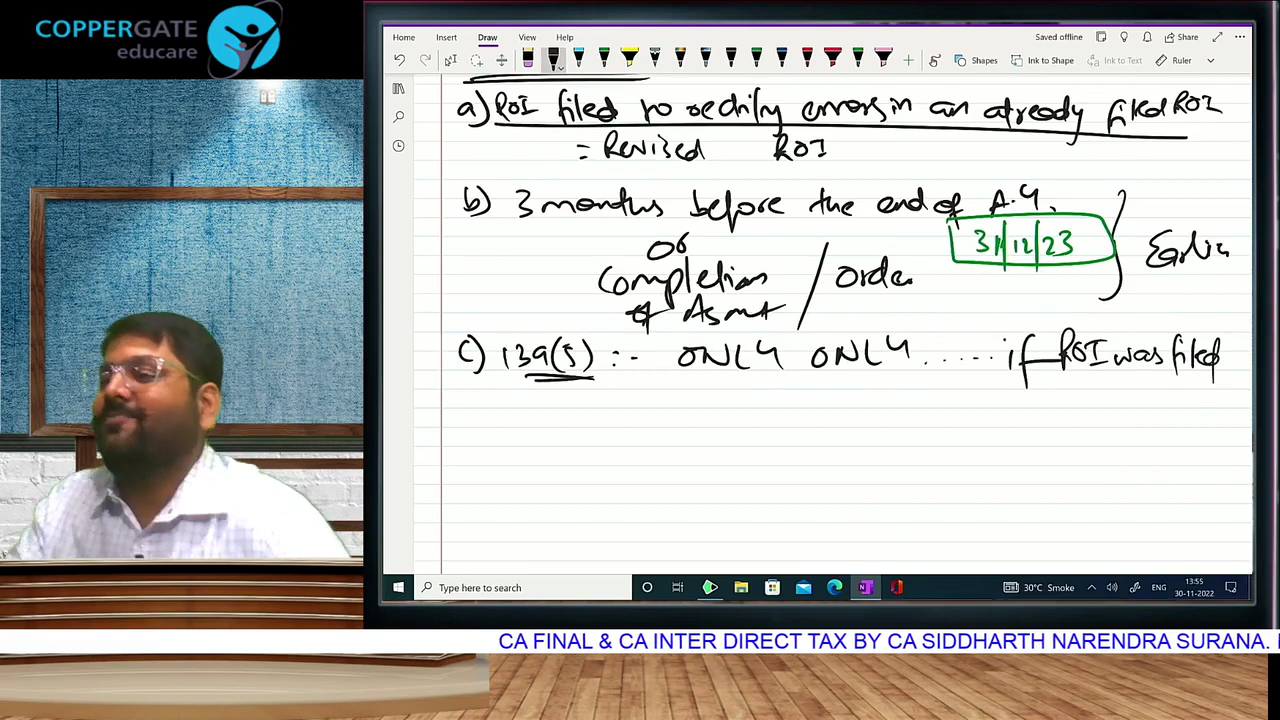 COPPERGATE
educare
Home Insert Draw View Help
Saved offline
Share
Shapes
Ink to Shape
Ink to Text
Ruler
a) ROI filed to rectify errors in an already filed ROI
= Revised ROI
b) 3 months before the end of A.Y.
31/12/23
or
completion / order
of Asmt
c) 139(5) :- ONLY ONLY ...... if ROI was filed
Type here to search
30°C Smoke
ENG
13:55
30-11-2022
CA FINAL & CA INTER DIRECT TAX BY CA SIDDHARTH NARENDRA SURANA.